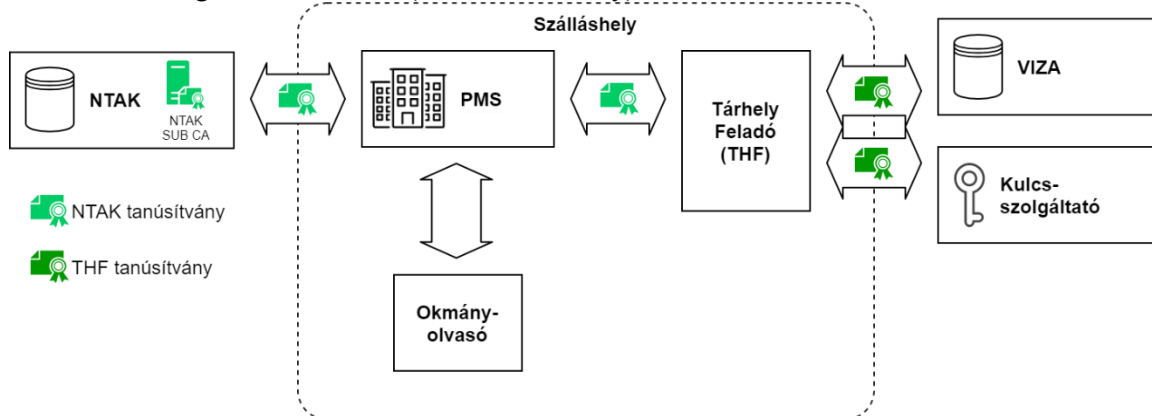 Szálláshely
NTAK
NTAK
SUB CA
PMS
Tárhely
Feladó
(THF)
VIZA
Kulcs-
szolgáltató
NTAK tanúsítvány
THF tanúsítvány
Okmány-
olvasó